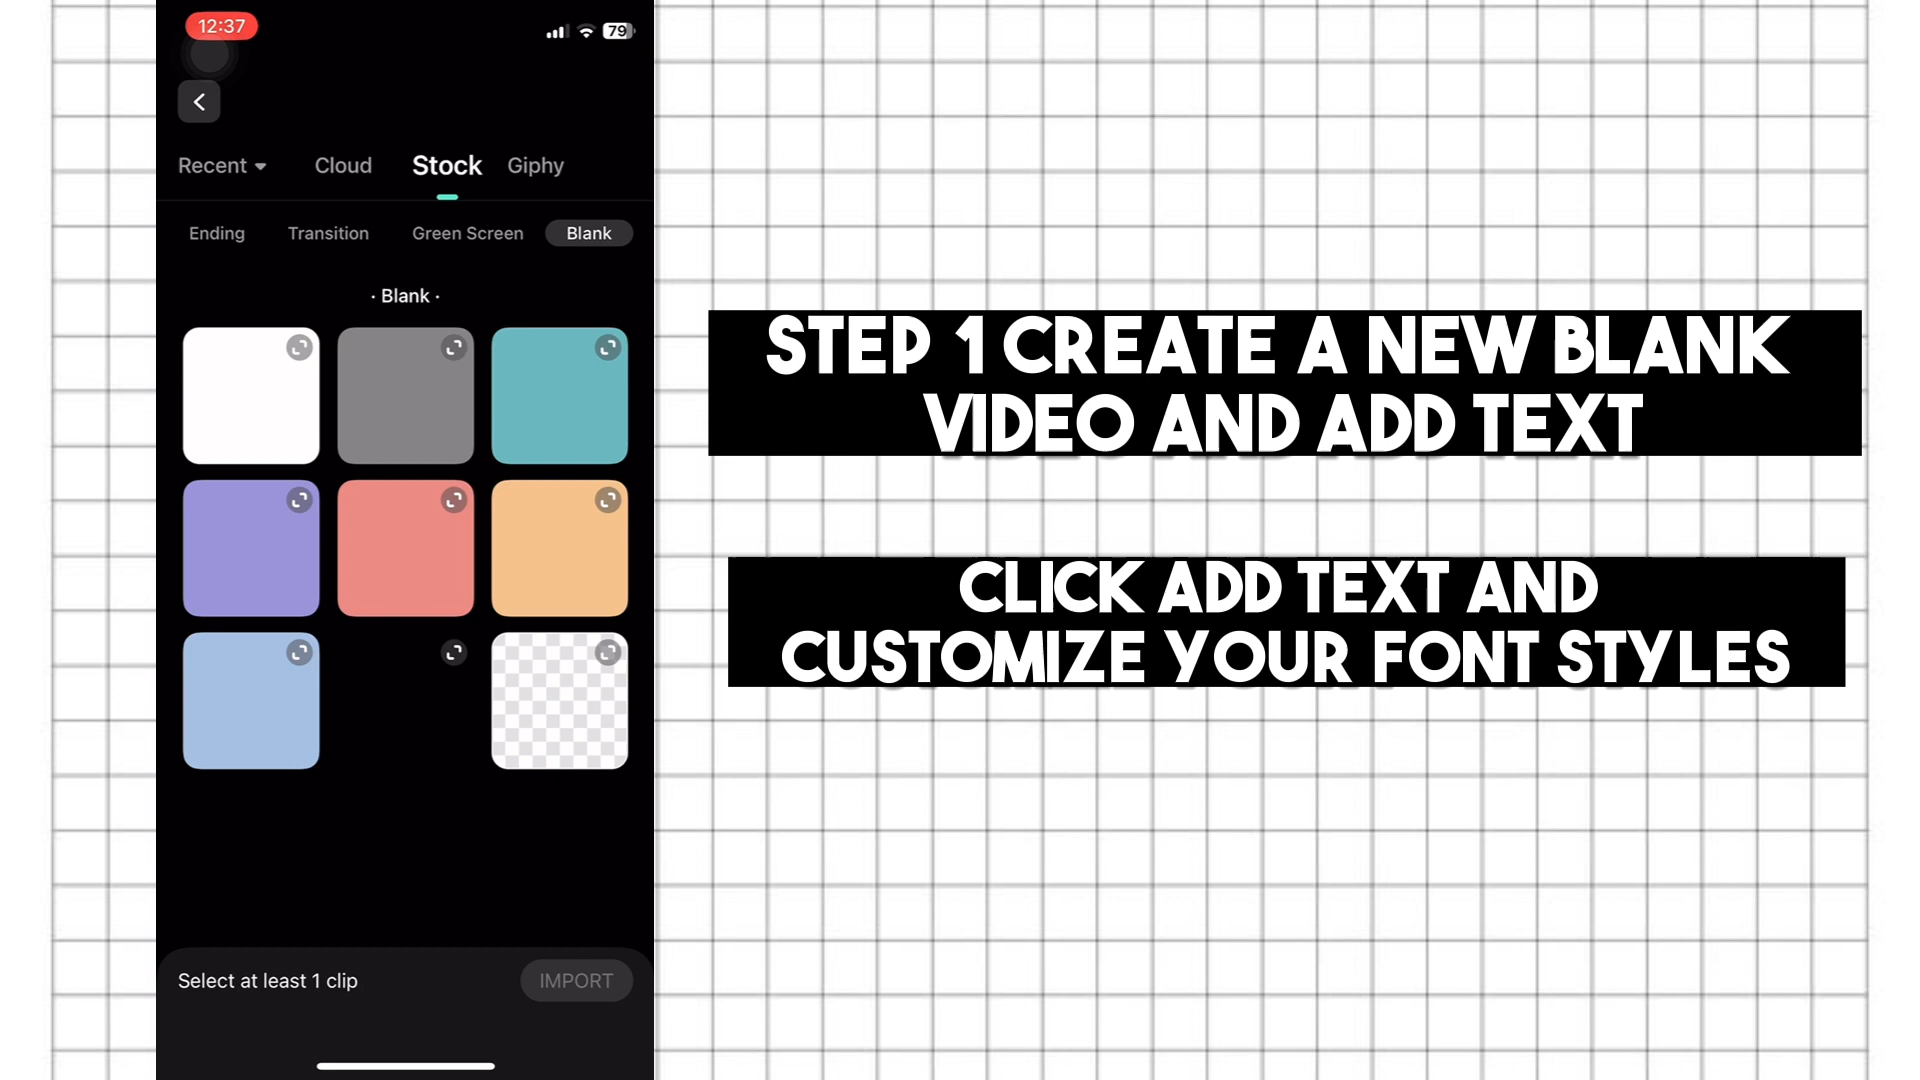 12:37
79
Recent
Cloud
Stock
Giphy
Ending
Transition
Green Screen
Blank
· Blank ·
Select at least 1 clip
IMPORT
STEP 1 CREATE A NEW BLANK
VIDEO AND ADD TEXT
CLICK ADD TEXT AND
CUSTOMIZE YOUR FONT STYLES